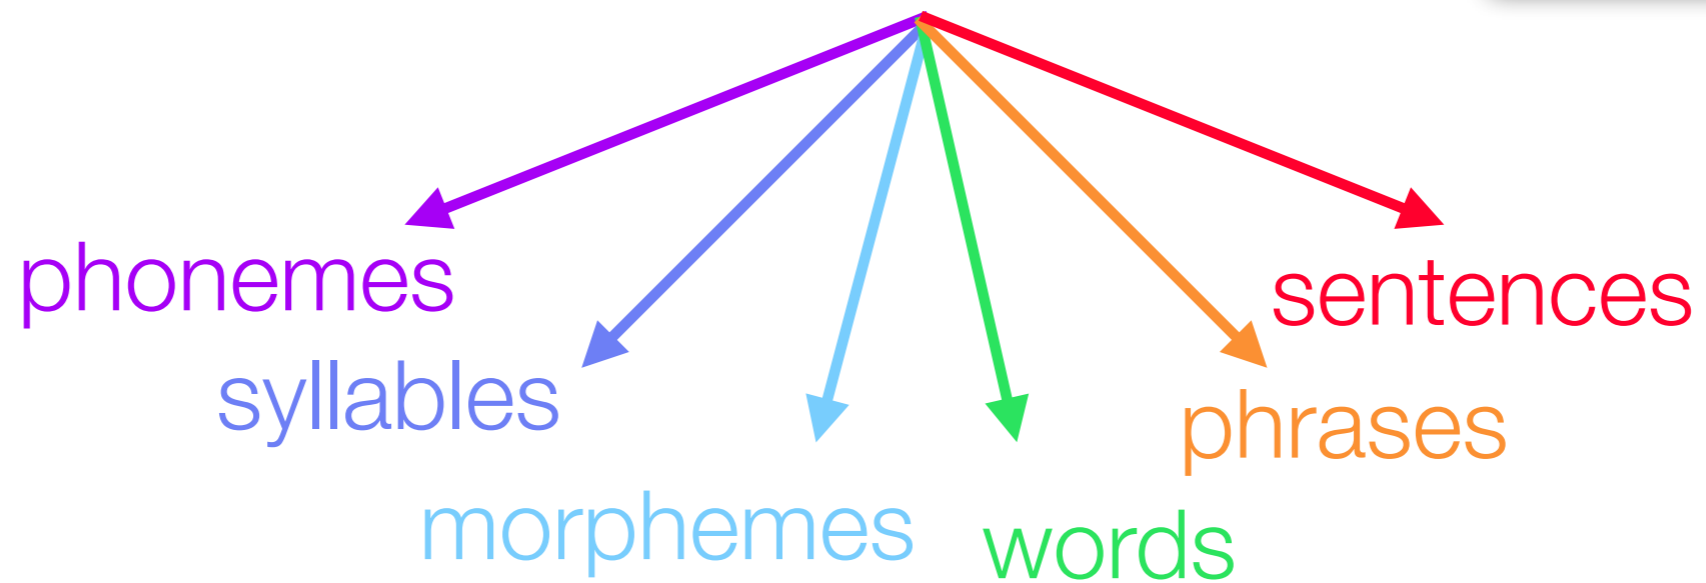 phonemes
syllables
morphemes
words
phrases
sentences